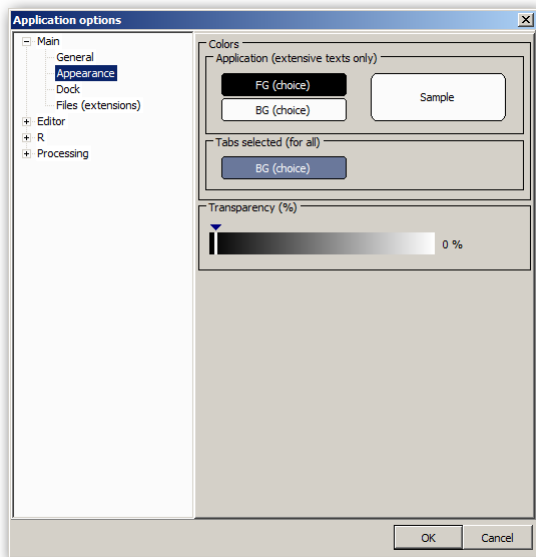 Application options
Main
General
Appearance
Dock
Files (extensions)
Editor
R
Processing
Colors
Application (extensive texts only)
FG (choice)
BG (choice)
Sample
Tabs selected (for all)
BG (choice)
Transparency (%)
0 %
OK
Cancel